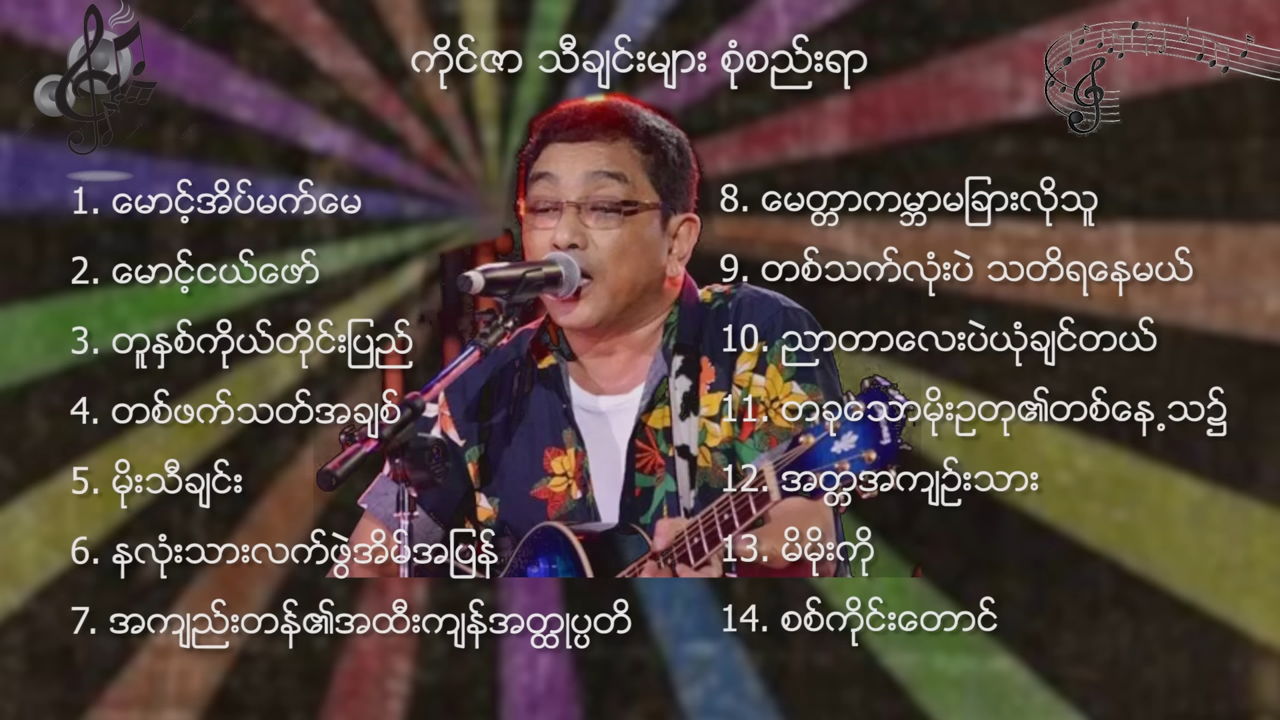 ကိုင်ဇာ သီချင်းများ စုံစည်းရာ
1. မောင့်အိပ်မက်မေ
2. မောင့်ငယ်ဖော်
3. တူနှစ်ကိုယ်တိုင်းပြည်
4. တစ်ဖက်သတ်အချစ်
5. မိုးသီချင်း
6. နလုံးသားလက်ဖွဲ့အိမ်အပြန်
7. အကျည်းတန်၏အထီးကျန်အတ္ထုပ္ပတိ
8. မေတ္တာကမ္ဘာမခြားလိုသူ
9. တစ်သက်လုံးပဲ သတိရနေမယ်
10. ညာတာလေးပဲယုံချင်တယ်
11. တခုသောမိုးဉတု၏တစ်နေ့သ၌
12. အတ္တအကျဉ်းသား
13. မိမိုးကို
14. စစ်ကိုင်းတောင်